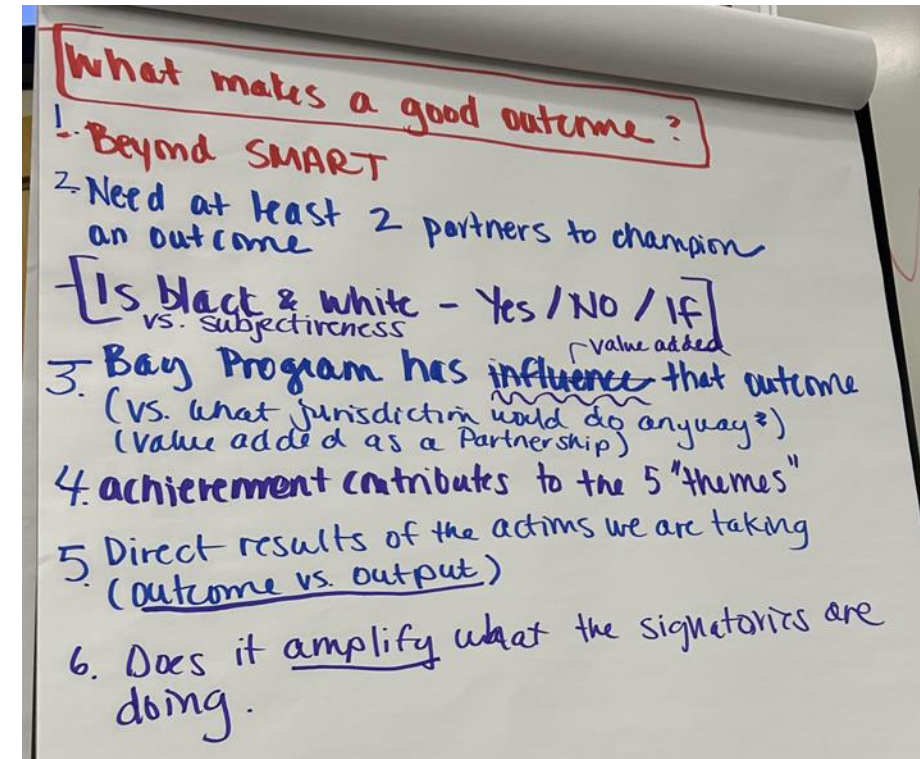 What makes a good outcome?
1. Beyond SMART
2. Need at least 2 partners to champion
an outcome
[Is black & white - Yes / NO / If]
vs. subjectiveness
value added
3. Bay Program has influence that outcome
(vs. what jurisdiction would do anyway?)
(value added as a Partnership)
4. achievement contributes to the 5 "themes"
5. Direct results of the actions we are taking
(outcome vs. output)
6. Does it amplify what the signatories are
doing.